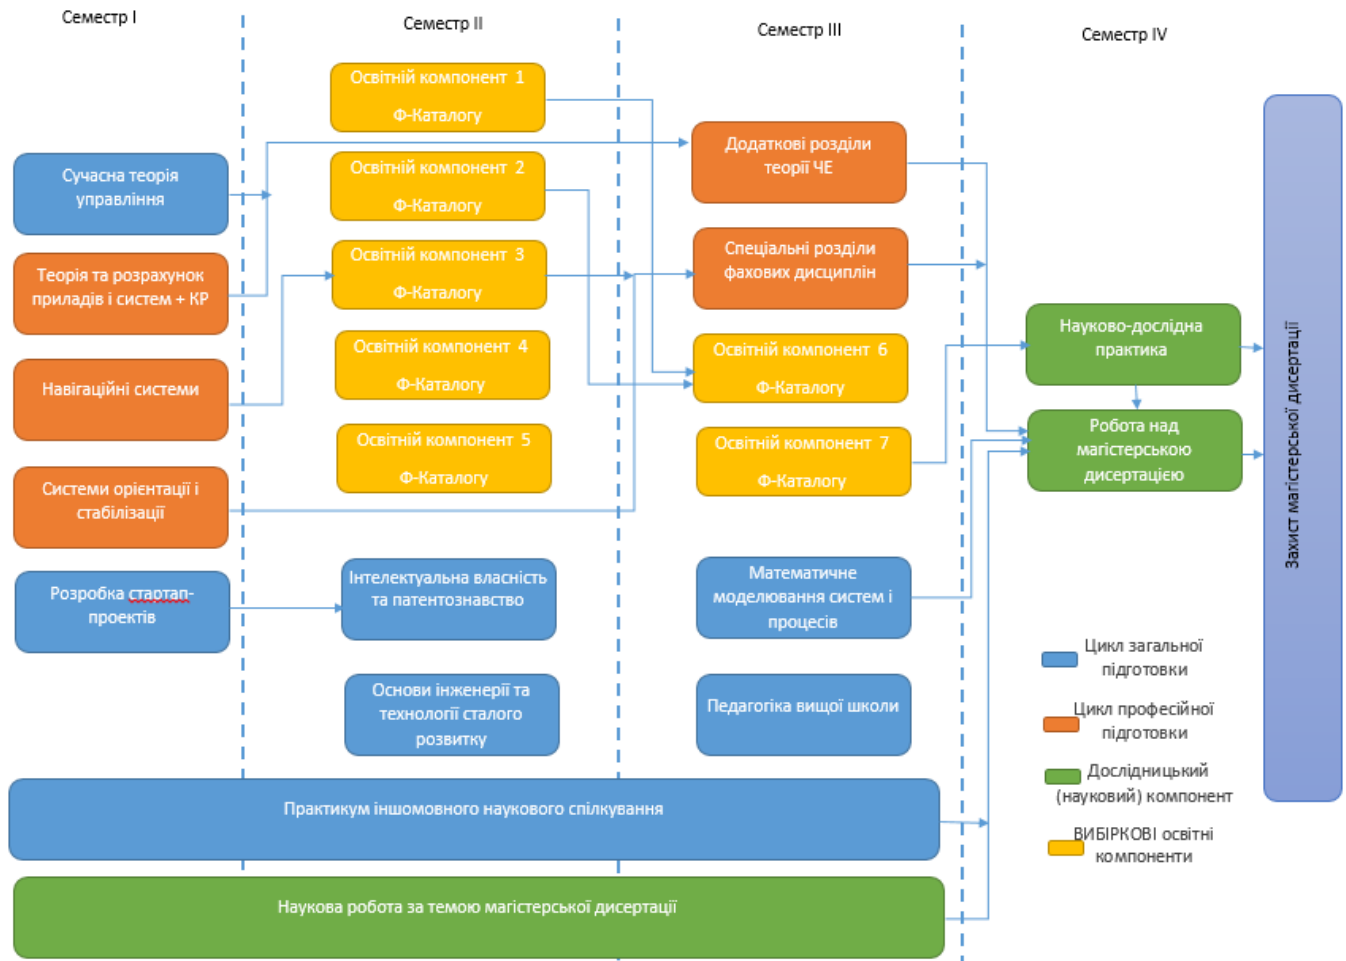 Семестр I
Семестр II
Семестр III
Семестр IV
Сучасна теорія
управління
Теорія та розрахунок
приладів і систем + КР
Навігаційні системи
Системи орієнтації і
стабілізації
Розробка стартап-
проектів
Освітній компонент 1
Ф-Каталогу
Освітній компонент 2
Ф-Каталогу
Освітній компонент 3
Ф-Каталогу
Освітній компонент 4
Ф-Каталогу
Освітній компонент 5
Ф-Каталогу
Інтелектуальна власність
та патентознавство
Основи інженерії та
технології сталого
розвитку
Додаткові розділи
теорії ЧЕ
Спеціальні розділи
фахових дисциплін
Освітній компонент 6
Ф-Каталогу
Освітній компонент 7
Ф-Каталогу
Математичне
моделювання систем і
процесів
Педагогіка вищої школи
Науково-дослідна
практика
Робота над
магістерською
дисертацією
Захист магістерської дисертації
Практикум іншомовного наукового спілкування
Наукова робота за темою магістерської дисертації
Цикл загальної
підготовки
Цикл професійної
підготовки
Дослідницький
(науковий) компонент
ВИБІРКОВІ освітні
компоненти